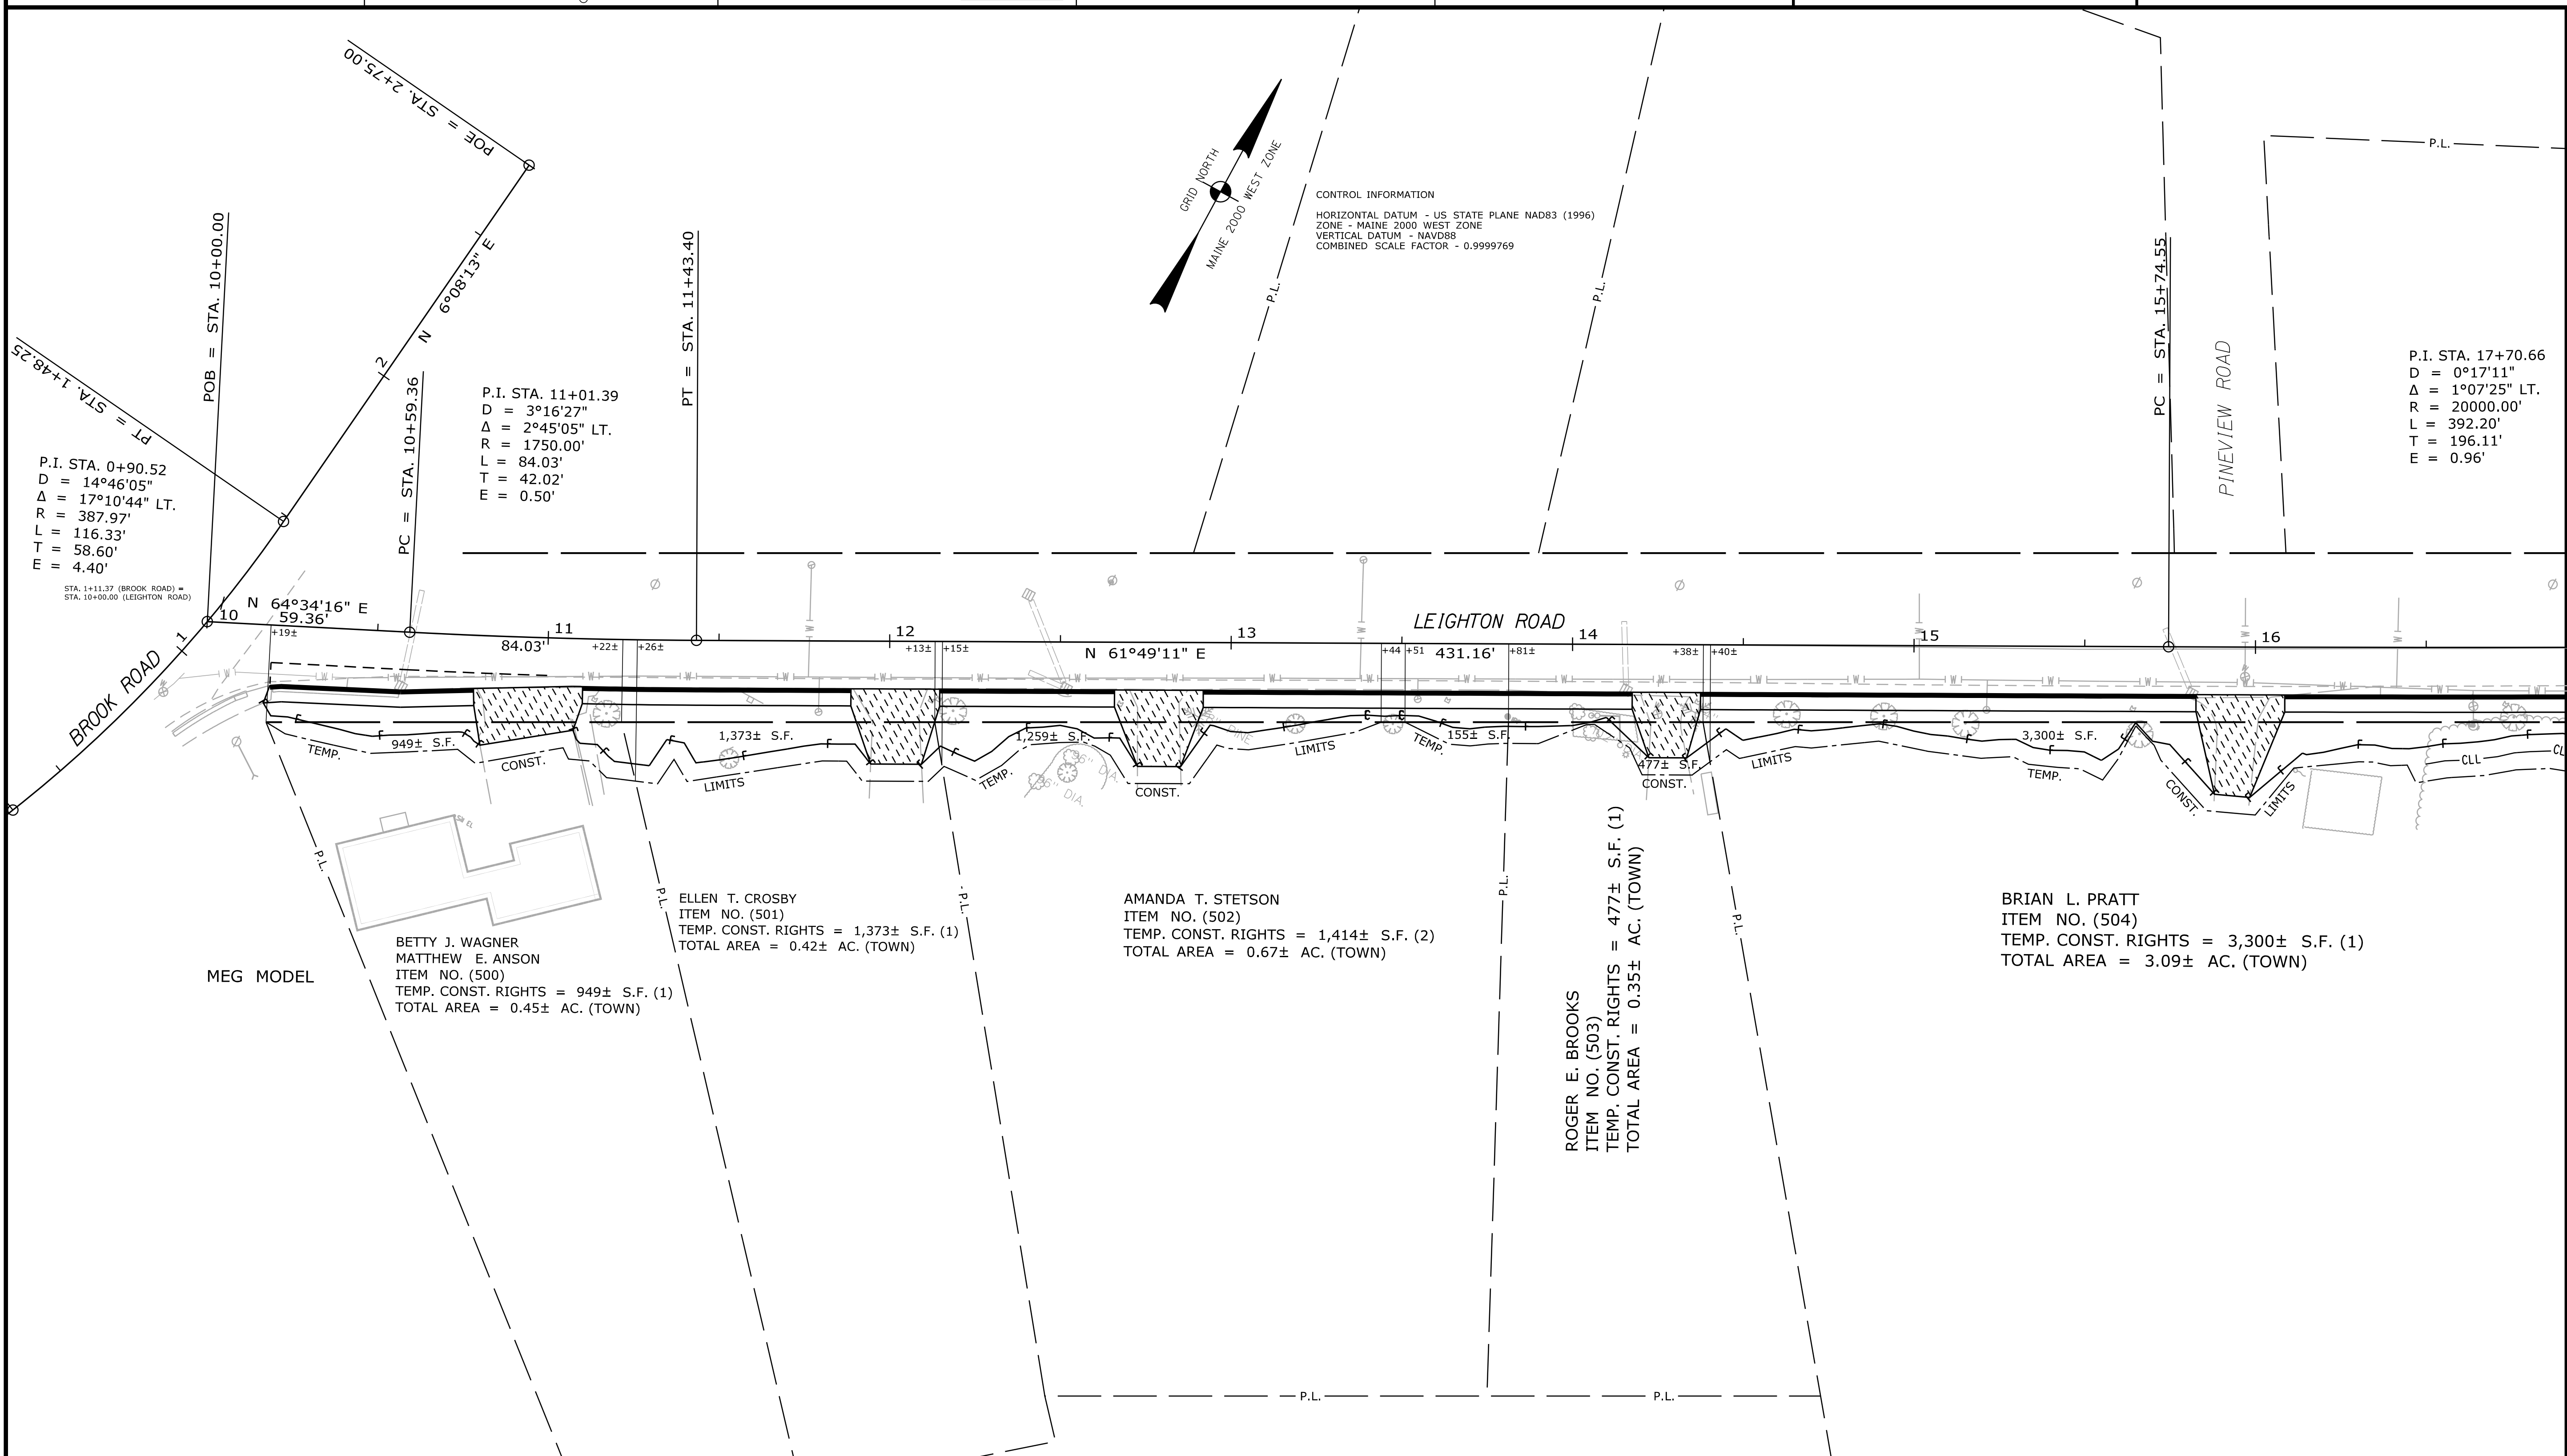 POE = STA. 2+75.00
POB = STA. 10+00.00
N 6°08'13" E
2
PT = STA. 1+48.25
PC = STA. 10+59.36
PT = STA. 11+43.40
GRID NORTH
MAINE 2000 WEST ZONE
CONTROL INFORMATION
HORIZONTAL DATUM - US STATE PLANE NAD83 (1996)
ZONE - MAINE 2000 WEST ZONE
VERTICAL DATUM - NAVD88
COMBINED SCALE FACTOR - 0.9999769
P.L.
P.L.
P.L.
PC = STA. 15+74.55
PINEVIEW ROAD
P.I. STA. 17+70.66
D = 0°17'11"
Δ = 1°07'25" LT.
R = 20000.00'
L = 392.20'
T = 196.11'
E = 0.96'
P.I. STA. 11+01.39
D = 3°16'27"
Δ = 2°45'05" LT.
R = 1750.00'
L = 84.03'
T = 42.02'
E = 0.50'
P.I. STA. 0+90.52
D = 14°46'05"
Δ = 17°10'44" LT.
R = 387.97'
L = 116.33'
T = 58.60'
E = 4.40'
STA. 1+11.37 (BROOK ROAD) =
STA. 10+00.00 (LEIGHTON ROAD)
BROOK ROAD
1
10
N 64°34'16" E
59.36'
+19±
11
84.03'
+22±
+26±
12
+13±
+15±
N 61°49'11" E
13
LEIGHTON ROAD
+44
+51
431.16'
+81±
14
+38±
+40±
15
16
W W W W W W W W W W W W W W W W W W W W W W W W
TEMP.
949± S.F.
CONST.
1,373± S.F.
LIMITS
1,259± S.F.
TEMP.
36" DIA.
36" DIA.
CONST.
PINE
LIMITS
TEMP.
155± S.F.
477± S.F.
CONST.
LIMITS
3,300± S.F.
TEMP.
CONST.
LIMITS
CLL
P.L.
P.L.
P.L.
P.L.
P.L.
MEG MODEL
BETTY J. WAGNER
MATTHEW E. ANSON
ITEM NO. (500)
TEMP. CONST. RIGHTS = 949± S.F. (1)
TOTAL AREA = 0.45± AC. (TOWN)
ELLEN T. CROSBY
ITEM NO. (501)
TEMP. CONST. RIGHTS = 1,373± S.F. (1)
TOTAL AREA = 0.42± AC. (TOWN)
AMANDA T. STETSON
ITEM NO. (502)
TEMP. CONST. RIGHTS = 1,414± S.F. (2)
TOTAL AREA = 0.67± AC. (TOWN)
ROGER E. BROOKS
ITEM NO. (503)
TEMP. CONST. RIGHTS = 477± S.F. (1)
TOTAL AREA = 0.35± AC. (TOWN)
BRIAN L. PRATT
ITEM NO. (504)
TEMP. CONST. RIGHTS = 3,300± S.F. (1)
TOTAL AREA = 3.09± AC. (TOWN)
P.L.
P.L.